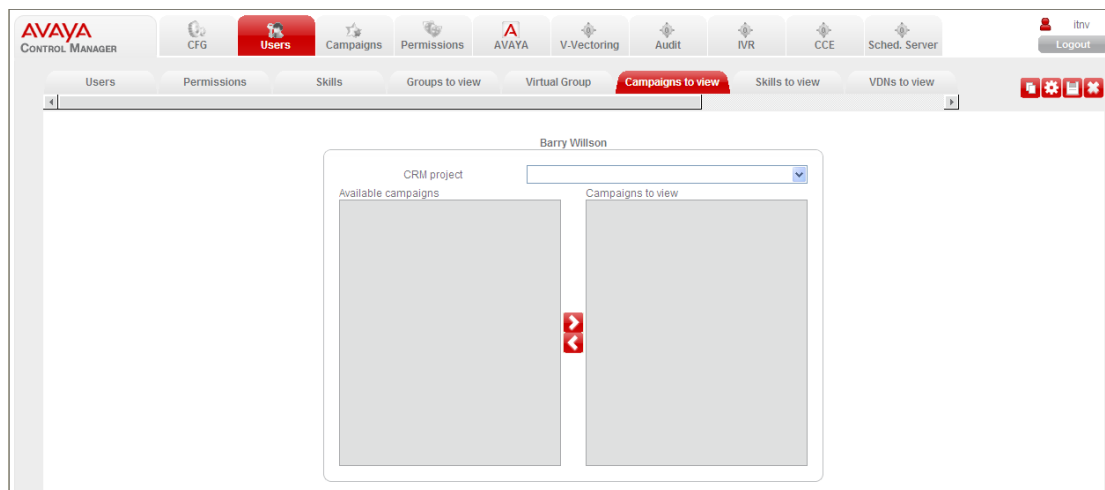 AVAYA
CONTROL MANAGER
CFG
Users
Campaigns
Permissions
A
AVAYA
V-Vectoring
Audit
IVR
CCE
Sched. Server
itnv
Logout
Users
Permissions
Skills
Groups to view
Virtual Group
Campaigns to view
Skills to view
VDNs to view
Barry Willson
CRM project
Available campaigns
Campaigns to view